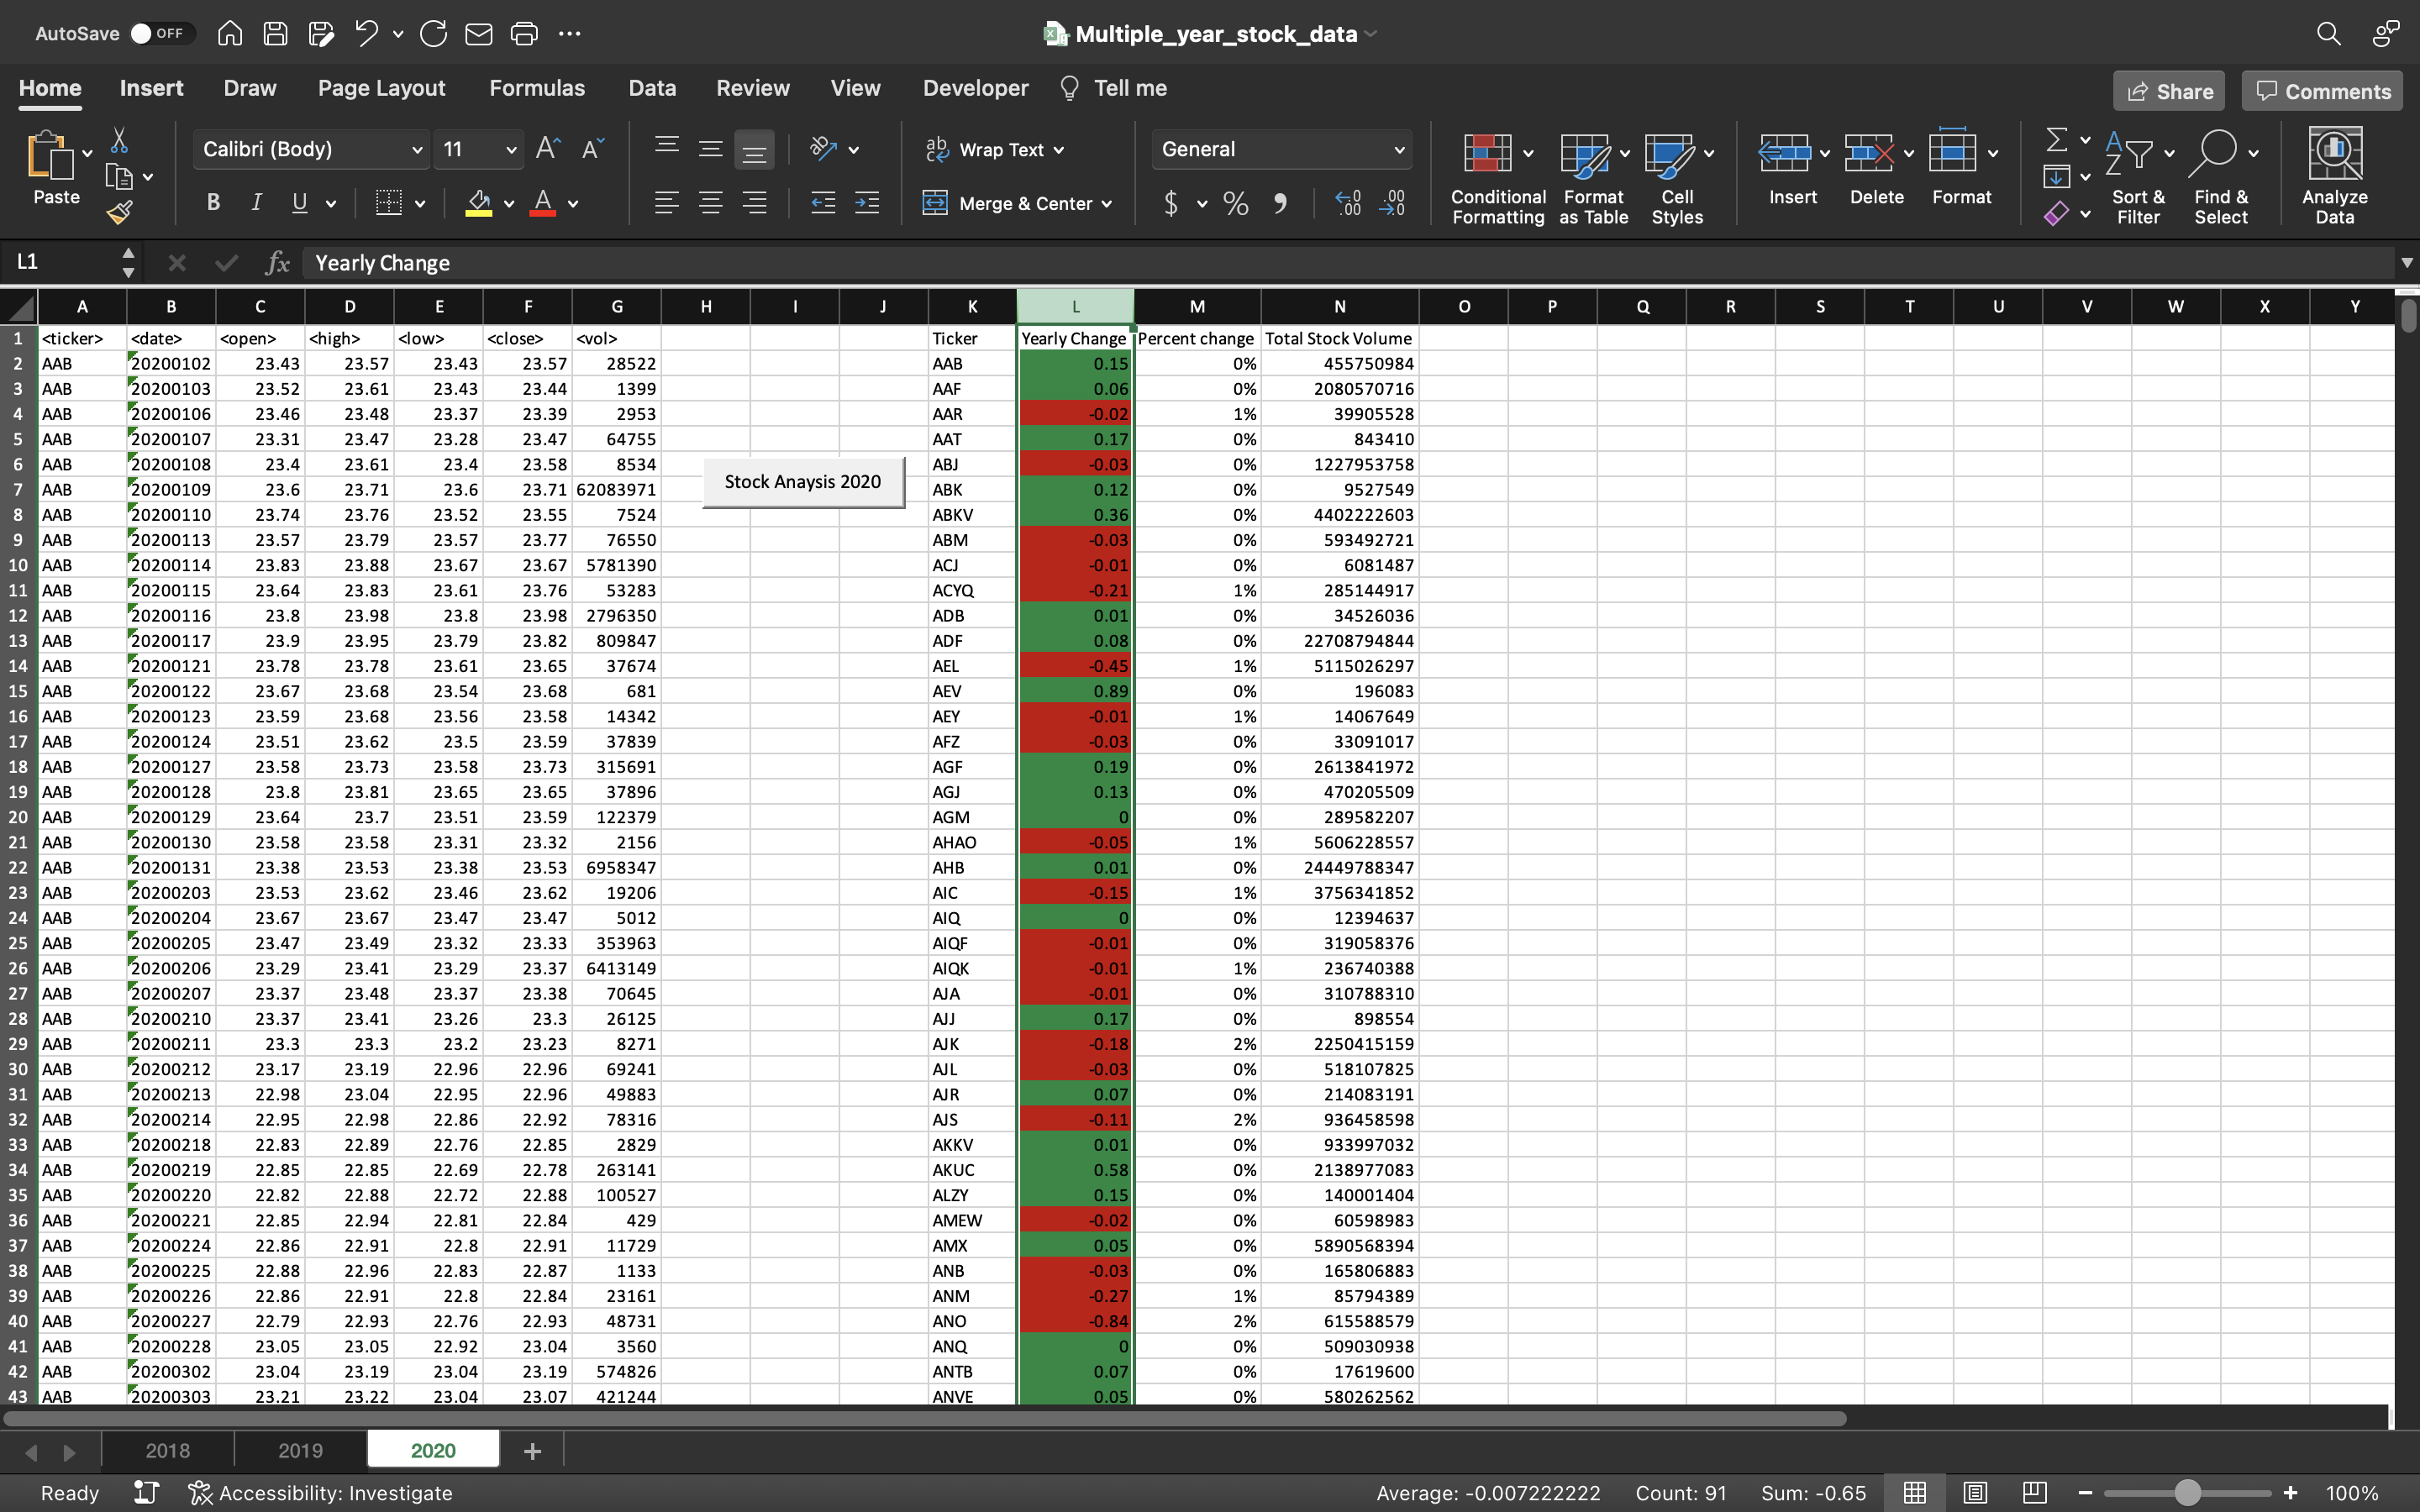 AutoSave OFF Multiple_year_stock_data
Home Insert Draw Page Layout Formulas Data Review View Developer Tell me Share Comments
Calibri (Body) 11 Wrap Text General
Paste B I U Merge & Center $ % Conditional Formatting Format as Table Cell Styles Insert Delete Format Sort & Filter Find & Select Analyze Data
L1 fx Yearly Change
A B C D E F G H I J K L M N O P Q R S T U V W X Y
1 <ticker> <date> <open> <high> <low> <close> <vol> Ticker Yearly Change Percent change Total Stock Volume
2 AAB 20200102 23.43 23.57 23.43 23.57 28522 AAB 0.15 0% 455750984
3 AAB 20200103 23.52 23.61 23.43 23.44 1399 AAF 0.06 0% 2080570716
4 AAB 20200106 23.46 23.48 23.37 23.39 2953 AAR -0.02 1% 39905528
5 AAB 20200107 23.31 23.47 23.28 23.47 64755 AAT 0.17 0% 843410
6 AAB 20200108 23.4 23.61 23.4 23.58 8534 ABJ -0.03 0% 1227953758
Stock Anaysis 2020
7 AAB 20200109 23.6 23.71 23.6 23.71 62083971 ABK 0.12 0% 9527549
8 AAB 20200110 23.74 23.76 23.52 23.55 7524 ABKV 0.36 0% 4402222603
9 AAB 20200113 23.57 23.79 23.57 23.77 76550 ABM -0.03 0% 593492721
10 AAB 20200114 23.83 23.88 23.67 23.67 5781390 ACJ -0.01 0% 6081487
11 AAB 20200115 23.64 23.83 23.61 23.76 53283 ACYQ -0.21 1% 285144917
12 AAB 20200116 23.8 23.98 23.8 23.98 2796350 ADB 0.01 0% 34526036
13 AAB 20200117 23.9 23.95 23.79 23.82 809847 ADF 0.08 0% 22708794844
14 AAB 20200121 23.78 23.78 23.61 23.65 37674 AEL -0.45 1% 5115026297
15 AAB 20200122 23.67 23.68 23.54 23.68 681 AEV 0.89 0% 196083
16 AAB 20200123 23.59 23.68 23.56 23.58 14342 AEY -0.01 1% 14067649
17 AAB 20200124 23.51 23.62 23.5 23.59 37839 AFZ -0.03 0% 33091017
18 AAB 20200127 23.58 23.73 23.58 23.73 315691 AGF 0.19 0% 2613841972
19 AAB 20200128 23.8 23.81 23.65 23.65 37896 AGJ 0.13 0% 470205509
20 AAB 20200129 23.64 23.7 23.51 23.59 122379 AGM 0 0% 289582207
21 AAB 20200130 23.58 23.58 23.31 23.32 2156 AHAO -0.05 1% 5606228557
22 AAB 20200131 23.38 23.53 23.38 23.53 6958347 AHB 0.01 0% 24449788347
23 AAB 20200203 23.53 23.62 23.46 23.62 19206 AIC -0.15 1% 3756341852
24 AAB 20200204 23.67 23.67 23.47 23.47 5012 AIQ 0 0% 12394637
25 AAB 20200205 23.47 23.49 23.32 23.33 353963 AIQF -0.01 0% 319058376
26 AAB 20200206 23.29 23.41 23.29 23.37 6413149 AIQK -0.01 1% 236740388
27 AAB 20200207 23.37 23.48 23.37 23.38 70645 AJA -0.01 0% 310788310
28 AAB 20200210 23.37 23.41 23.26 23.3 26125 AJJ 0.17 0% 898554
29 AAB 20200211 23.3 23.3 23.2 23.23 8271 AJK -0.18 2% 2250415159
30 AAB 20200212 23.17 23.19 22.96 22.96 69241 AJL -0.03 0% 518107825
31 AAB 20200213 22.98 23.04 22.95 22.96 49883 AJR 0.07 0% 214083191
32 AAB 20200214 22.95 22.98 22.86 22.92 78316 AJS -0.11 2% 936458598
33 AAB 20200218 22.83 22.89 22.76 22.85 2829 AKKV 0.01 0% 933997032
34 AAB 20200219 22.85 22.85 22.69 22.78 263141 AKUC 0.58 0% 2138977083
35 AAB 20200220 22.82 22.88 22.72 22.88 100527 ALZY 0.15 0% 140001404
36 AAB 20200221 22.85 22.94 22.81 22.84 429 AMEW -0.02 0% 60598983
37 AAB 20200224 22.86 22.91 22.8 22.91 11729 AMX 0.05 0% 5890568394
38 AAB 20200225 22.88 22.96 22.83 22.87 1133 ANB -0.03 0% 165806883
39 AAB 20200226 22.86 22.91 22.8 22.84 23161 ANM -0.27 1% 85794389
40 AAB 20200227 22.79 22.93 22.76 22.93 48731 ANO -0.84 2% 615588579
41 AAB 20200228 23.05 23.05 22.92 23.04 3560 ANQ 0 0% 509030938
42 AAB 20200302 23.04 23.19 23.04 23.19 574826 ANTB 0.07 0% 17619600
43 AAB 20200303 23.21 23.22 23.04 23.07 421244 ANVE 0.05 0% 580262562
2018 2019 2020 +
Ready Accessibility: Investigate Average: -0.007222222 Count: 91 Sum: -0.65 100%